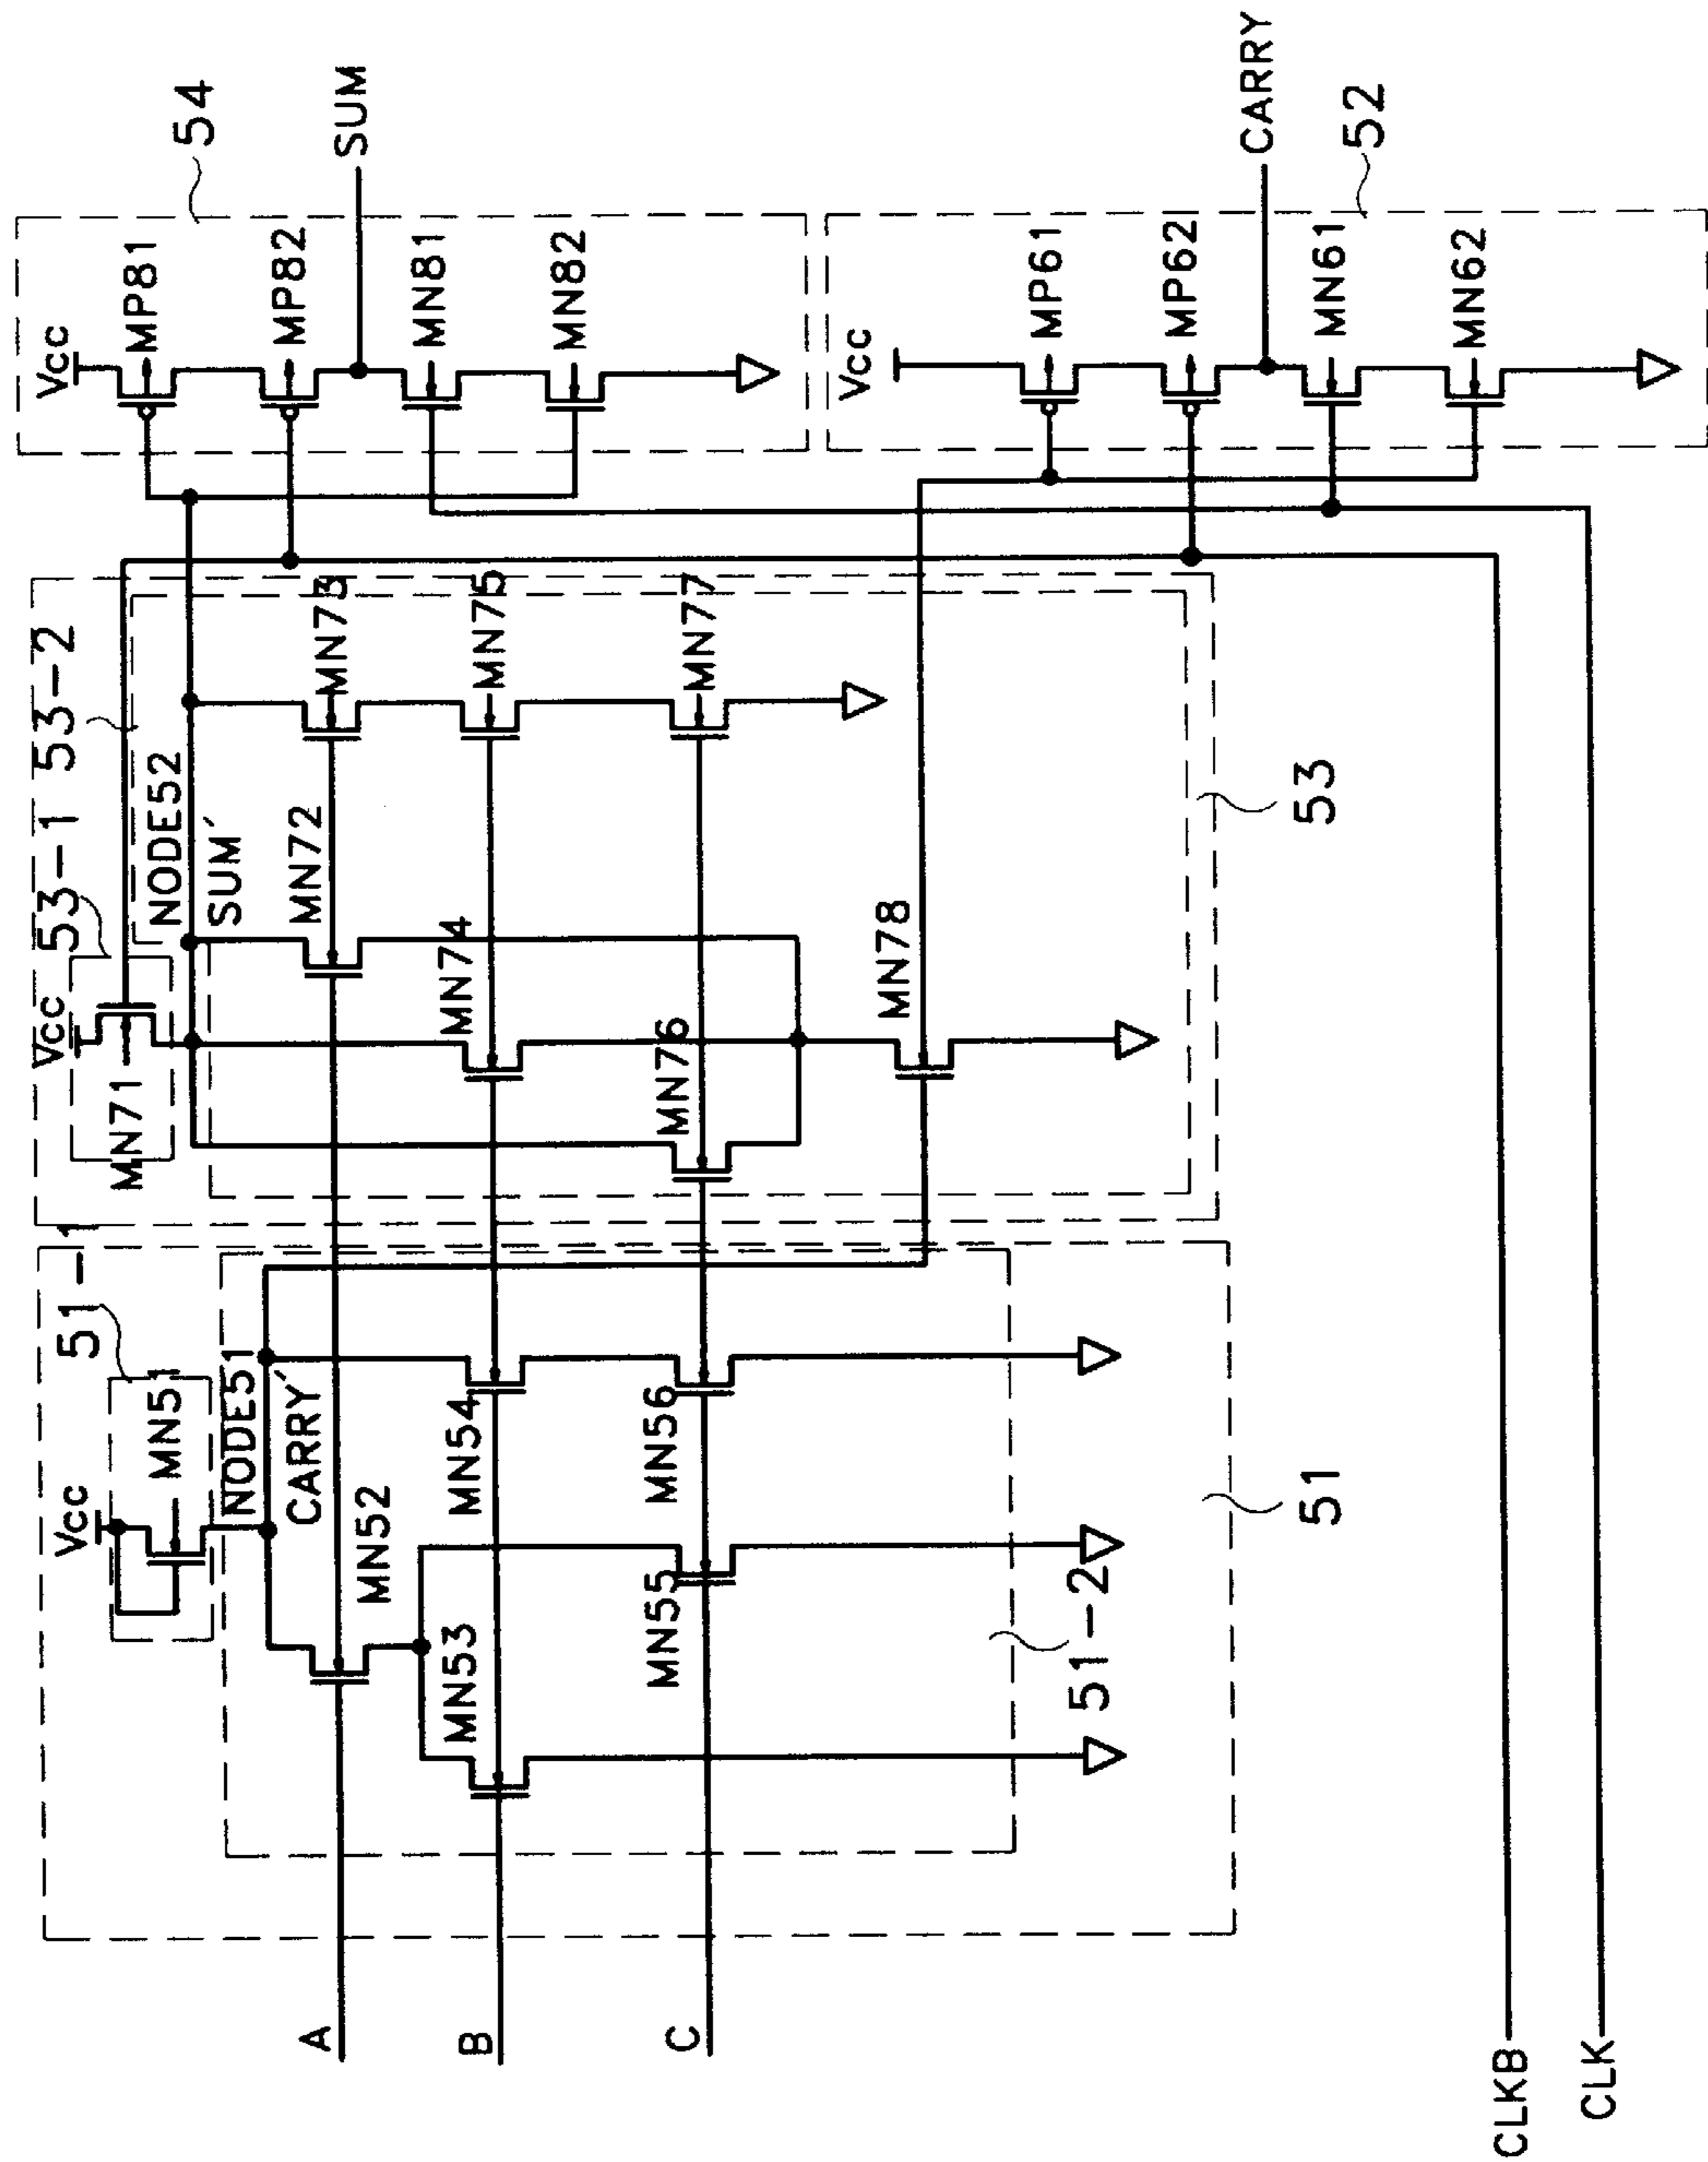 A
B
C
CLKB
CLK
51-1
Vcc
MN51
NODE51
CARRY´
MN52
MN53
MN54
MN55
MN56
51-2
51
53-1
53-2
Vcc
MN71
NODE52
SUM´
MN72
MN73
MN74
MN75
MN76
MN77
MN78
53
54
Vcc
MP81
MP82
SUM
MN81
MN82
Vcc
MP61
MP62
CARRY
MN61
MN62
52